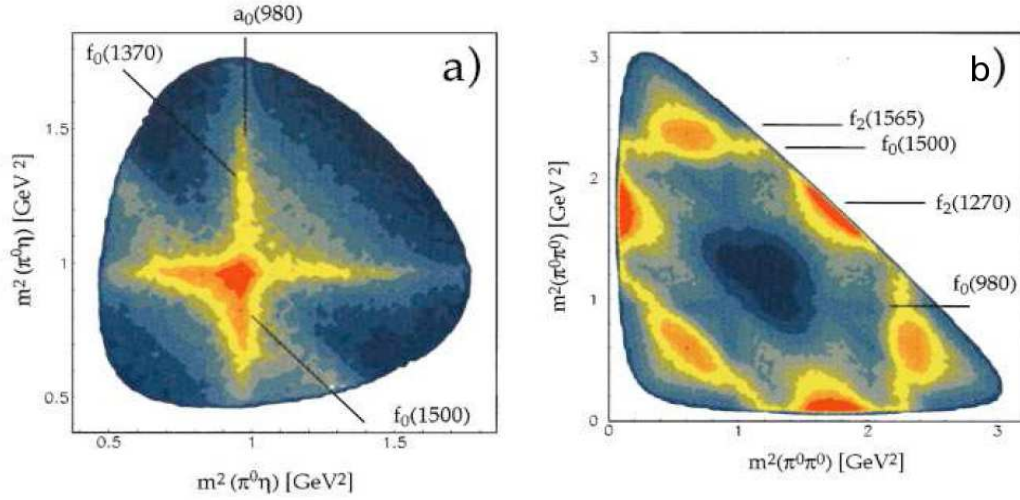 a₀(980)
f₀(1370)
a)
1.5
1
0.5
m² (π⁰η) [GeV²]
f₀(1500)
0.5
1
1.5
m² (π⁰η) [GeV²]
b)
3
2
1
0
m²(π⁰π⁰) [GeV²]
f₂(1565)
f₀(1500)
f₂(1270)
f₀(980)
0
1
2
3
m²(π⁰π⁰) [GeV²]